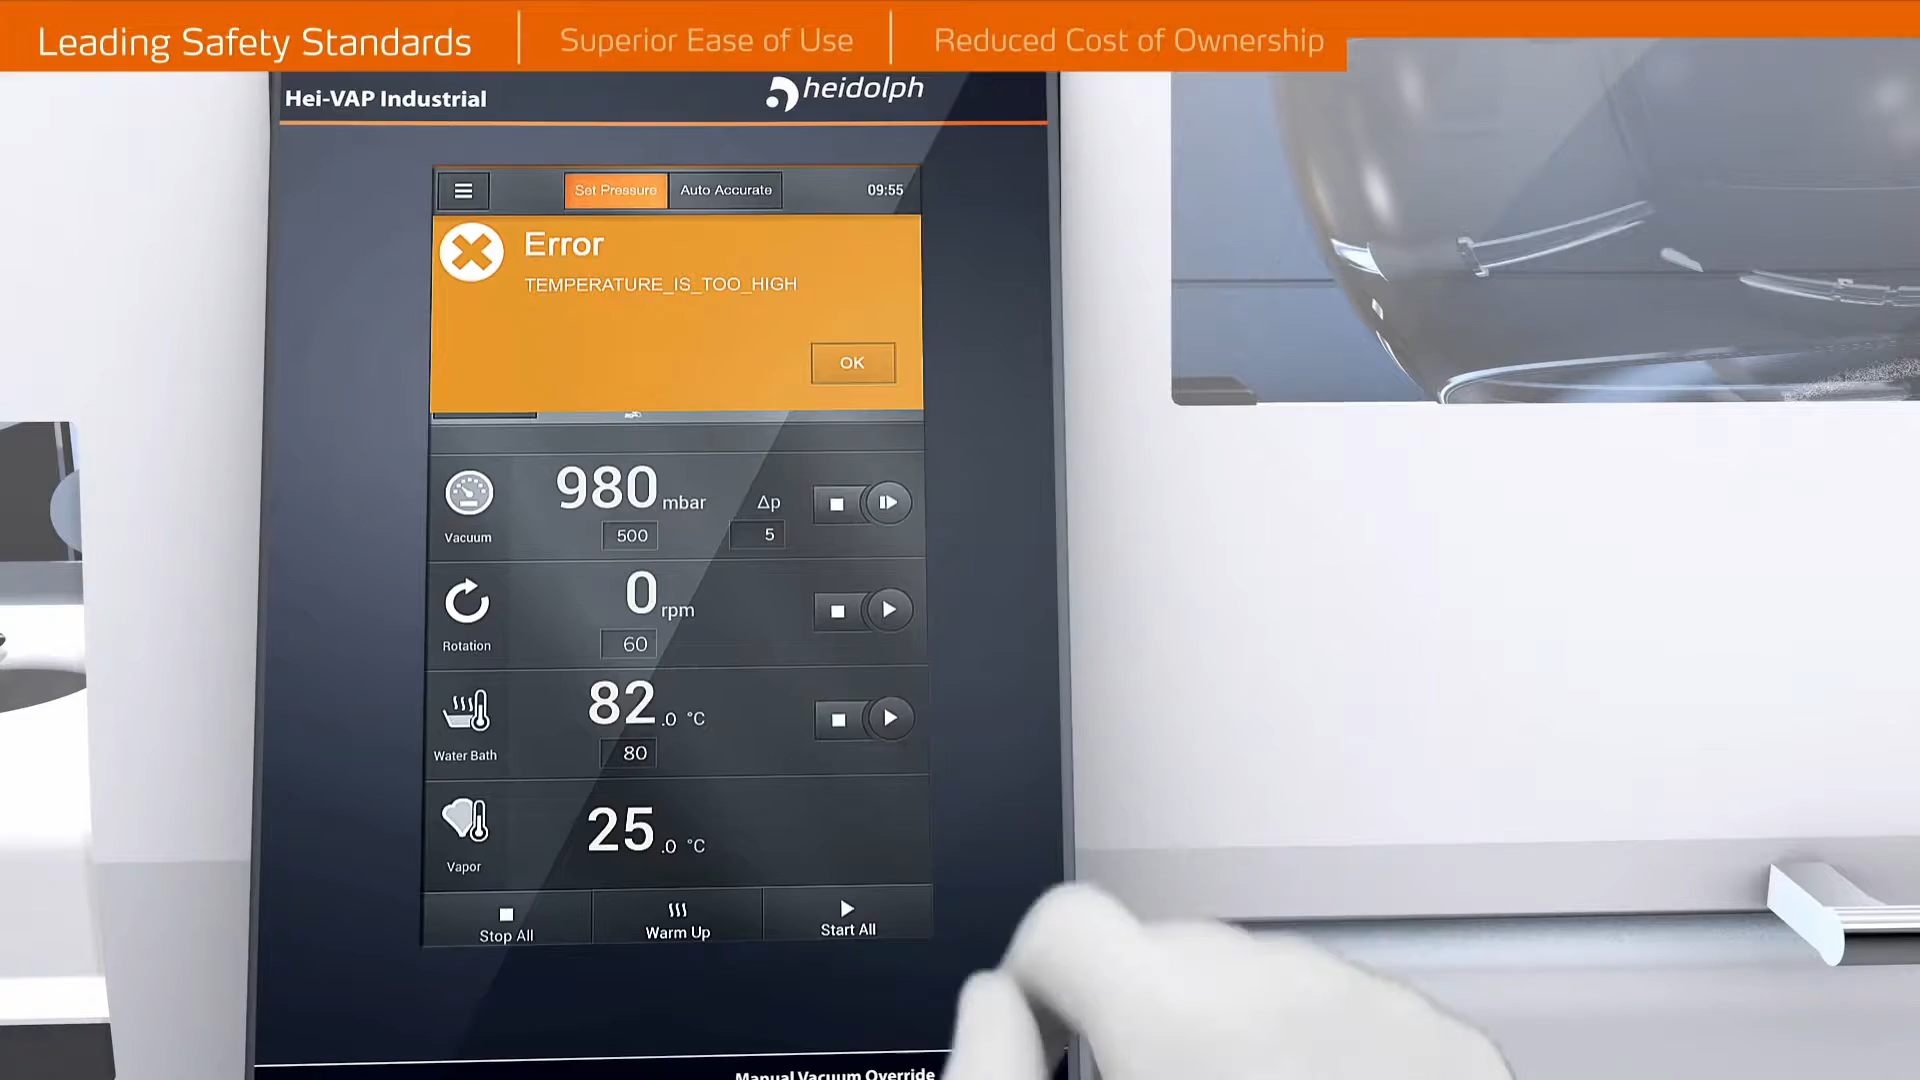 Leading Safety Standards
Superior Ease of Use
Reduced Cost of Ownership
Hei-VAP Industrial
heidolph
Set Pressure
Auto Accurate
09:55
Error
TEMPERATURE_IS_TOO_HIGH
OK
980 mbar
Δp
500
5
Vacuum
0 rpm
60
Rotation
82.0 °C
80
Water Bath
25.0 °C
Vapor
Stop All
Warm Up
Start All
Manual Vacuum Override